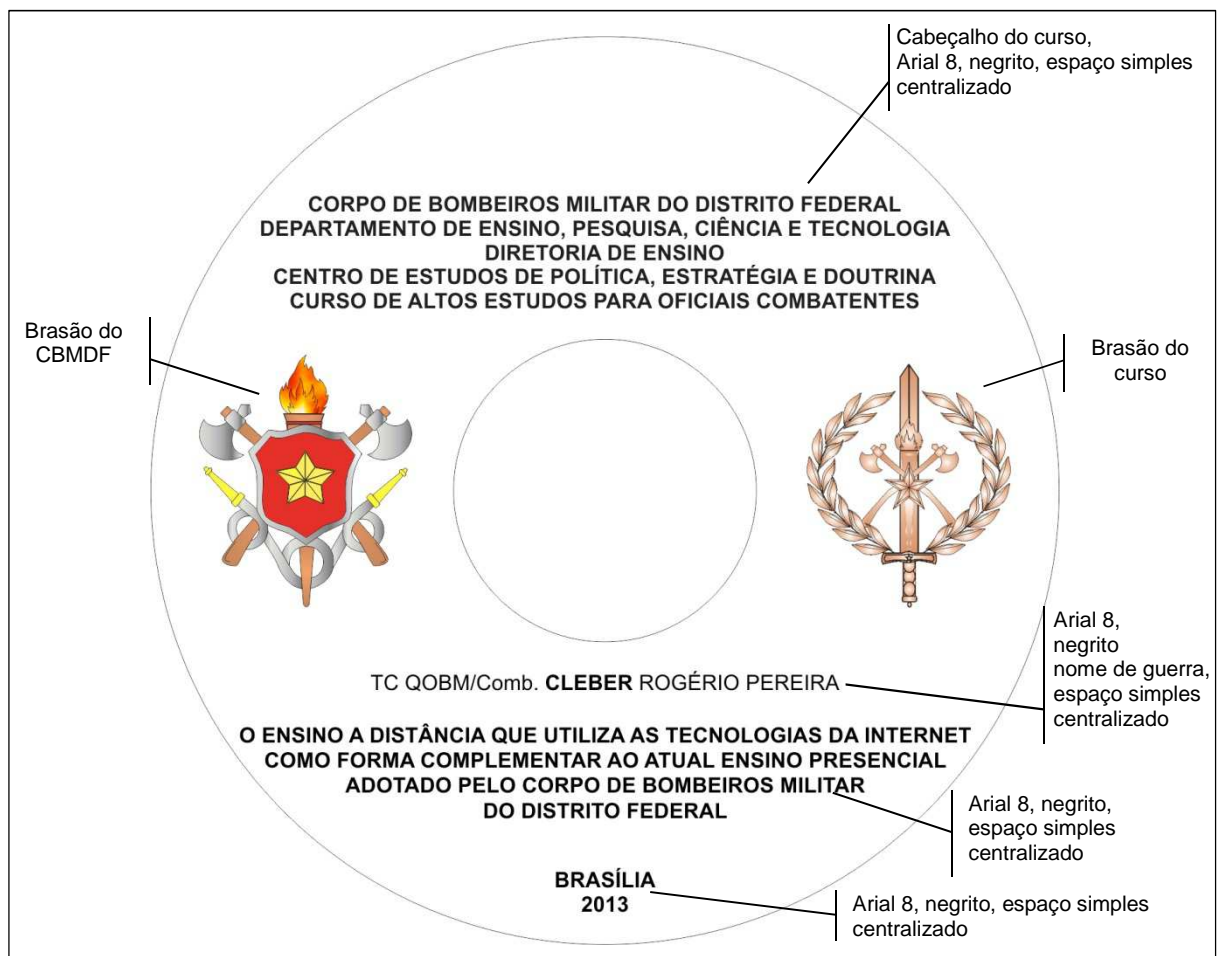 Cabeçalho do curso,
Arial 8, negrito, espaço simples
centralizado
CORPO DE BOMBEIROS MILITAR DO DISTRITO FEDERAL
DEPARTAMENTO DE ENSINO, PESQUISA, CIÊNCIA E TECNOLOGIA
DIRETORIA DE ENSINO
CENTRO DE ESTUDOS DE POLÍTICA, ESTRATÉGIA E DOUTRINA
CURSO DE ALTOS ESTUDOS PARA OFICIAIS COMBATENTES
Brasão do
CBMDF
Brasão do
curso
Arial 8,
negrito
nome de guerra,
espaço simples
centralizado
TC QOBM/Comb. CLEBER ROGÉRIO PEREIRA
O ENSINO A DISTÂNCIA QUE UTILIZA AS TECNOLOGIAS DA INTERNET
COMO FORMA COMPLEMENTAR AO ATUAL ENSINO PRESENCIAL
ADOTADO PELO CORPO DE BOMBEIROS MILITAR
DO DISTRITO FEDERAL
Arial 8, negrito,
espaço simples
centralizado
BRASÍLIA
2013
Arial 8, negrito, espaço simples
centralizado